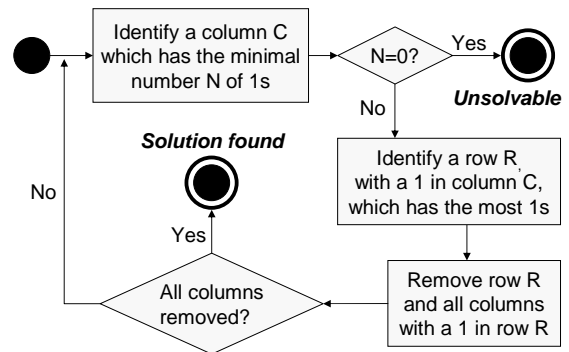 Identify a column C
which has the minimal
number N of 1s
N=0?
Yes
Unsolvable
No
Identify a row R,
with a 1 in column C,
which has the most 1s
Remove row R
and all columns
with a 1 in row R
All columns
removed?
Yes
Solution found
No